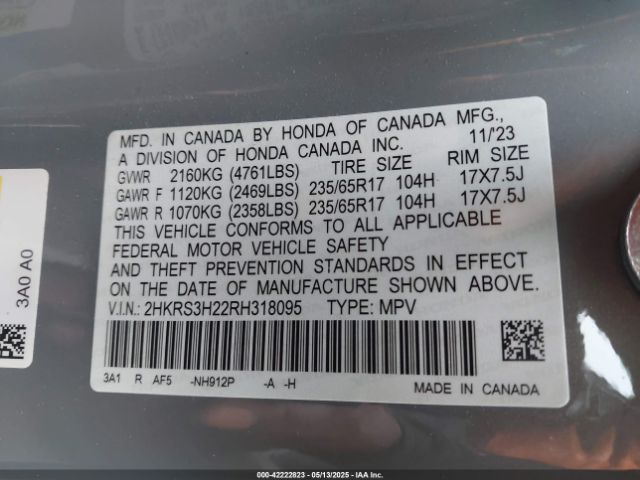 MFD. IN CANADA BY HONDA OF CANADA MFG.,
A DIVISION OF HONDA CANADA INC. 11/'23
GVWR 2160KG (4761LBS) TIRE SIZE RIM SIZE
GAWR F 1120KG (2469LBS) 235/65R17 104H 17X7.5J
GAWR R 1070KG (2358LBS) 235/65R17 104H 17X7.5J
THIS VEHICLE CONFORMS TO ALL APPLICABLE
FEDERAL MOTOR VEHICLE SAFETY
AND THEFT PREVENTION STANDARDS IN EFFECT
ON THE DATE OF MANUFACTURE SHOWN ABOVE.
V.I.N.: 2HKRS3H22RH318095 TYPE: MPV
3A1 R AF5 -NH912P -A -H
MADE IN CANADA
3A0 A0
000-42222823 - 05/13/2025 - IAA Inc.